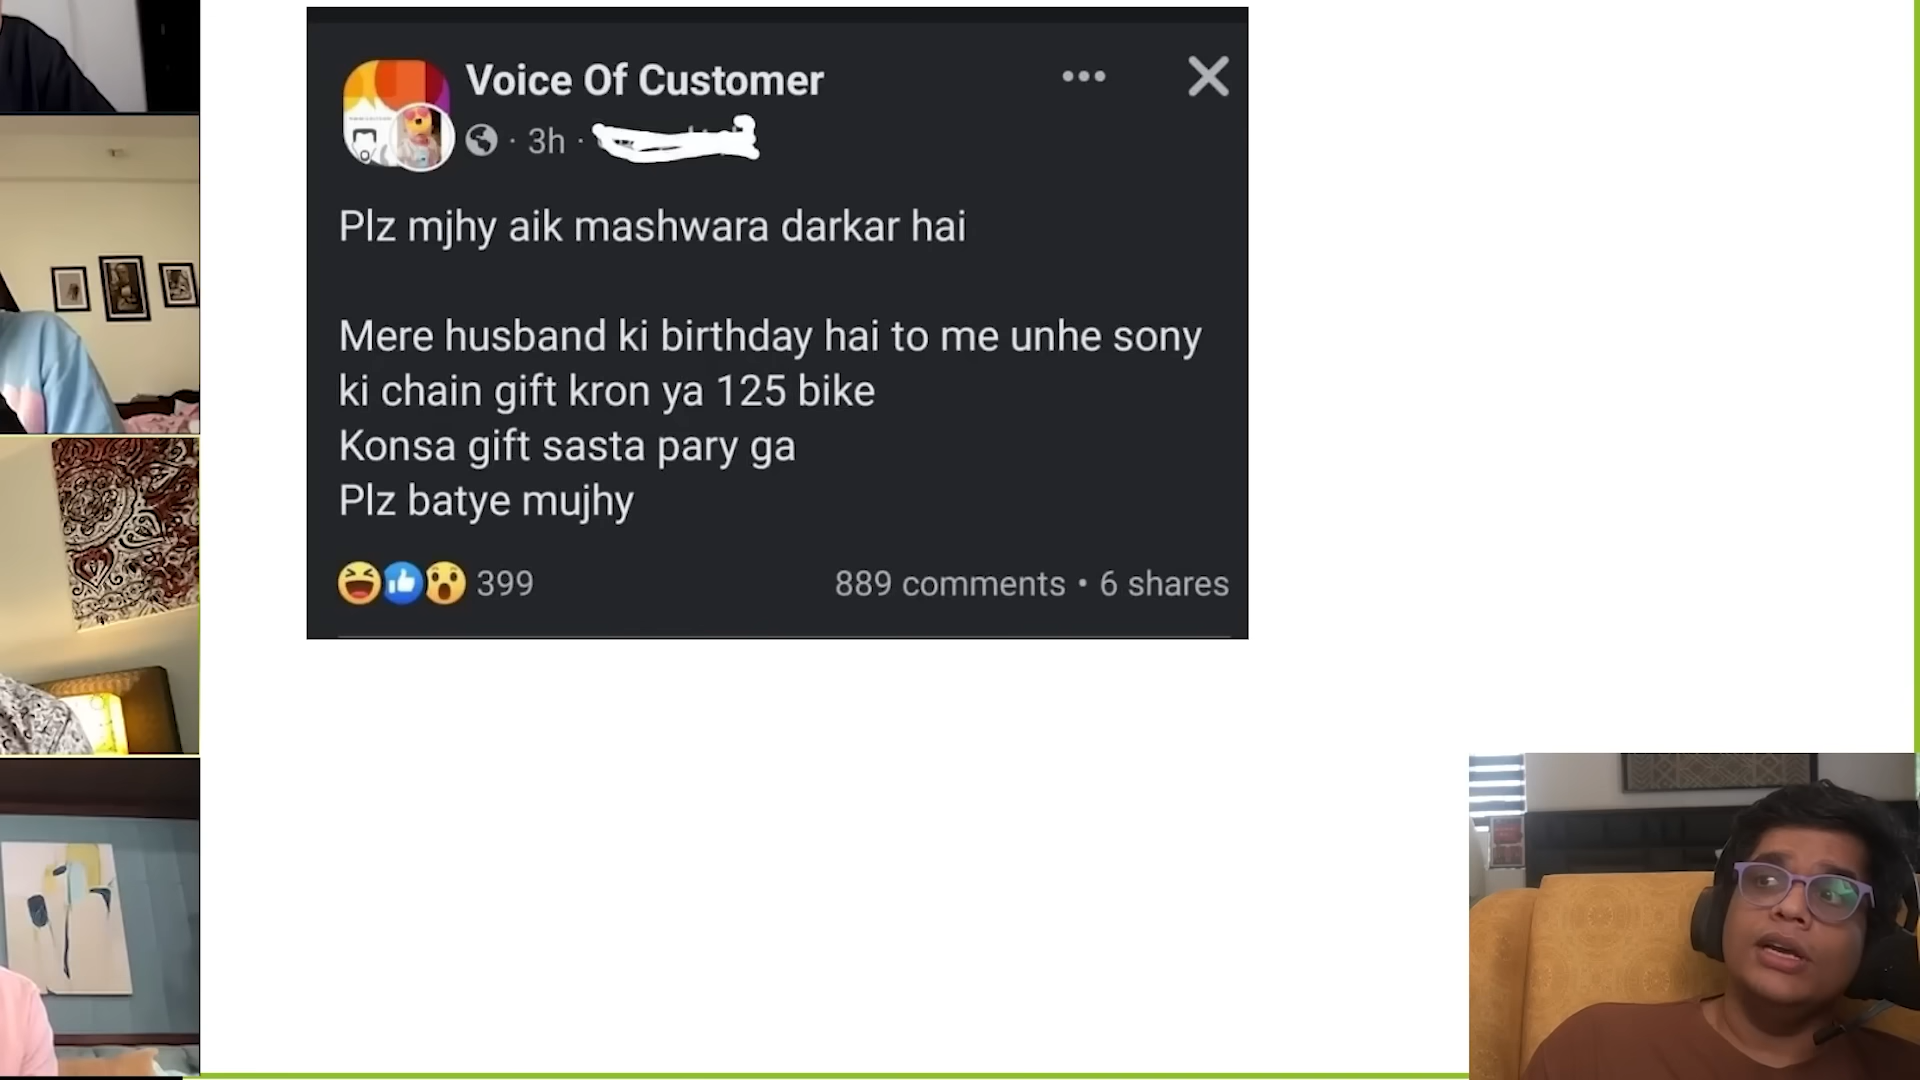 Voice Of Customer
3h
Plz mjhy aik mashwara darkar hai
Mere husband ki birthday hai to me unhe sony
ki chain gift kron ya 125 bike
Konsa gift sasta pary ga
Plz batye mujhy
399
889 comments • 6 shares